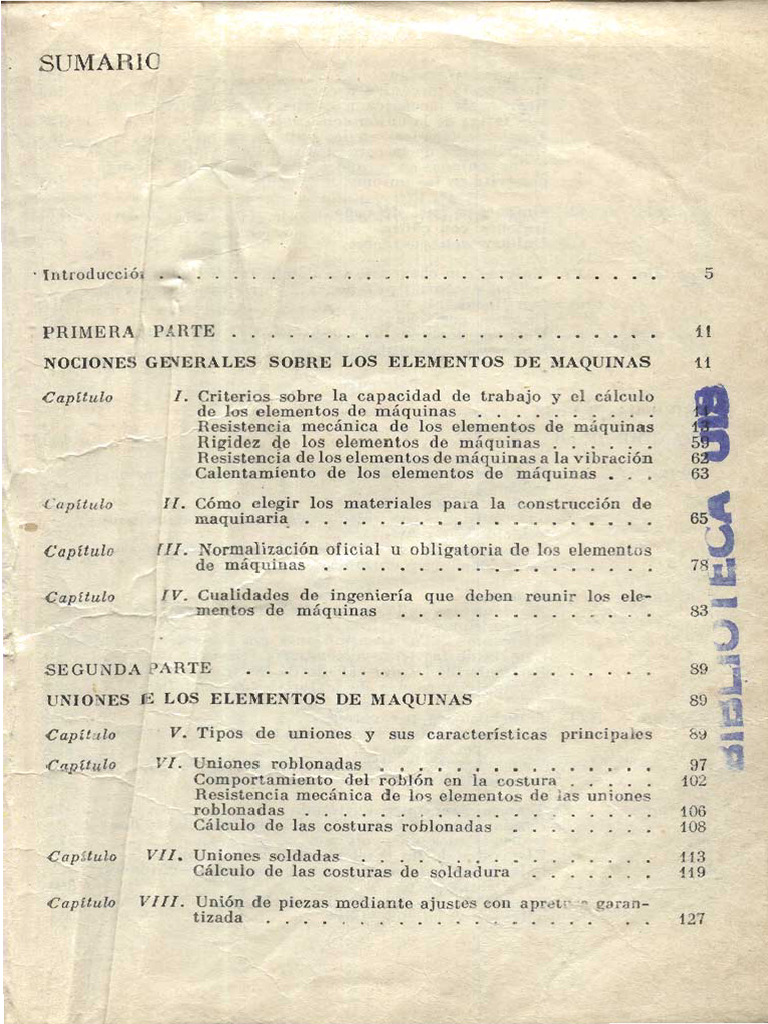 SUMARIO
Introducción . . . . . . . . . . . . . . . . . . . . . . . . . . . 5
PRIMERA PARTE . . . . . . . . . . . . . . . . . . . . . . . 11
NOCIONES GENERALES SOBRE LOS ELEMENTOS DE MAQUINAS 11
Capítulo I. Criterios sobre la capacidad de trabajo y el cálculo
de los elementos de máquinas . . . . . . . . . . 11
Resistencia mecánica de los elementos de máquinas 13
Rigidez de los elementos de máquinas . . . . . . 59
Resistencia de los elementos de máquinas a la vibración 62
Calentamiento de los elementos de máquinas . . . 63
Capítulo II. Cómo elegir los materiales para la construcción de
maquinaria . . . . . . . . . . . . . . . . . . . 65
Capítulo III. Normalización oficial u obligatoria de los elementos
de máquinas . . . . . . . . . . . . . . . . . . 78
Capítulo IV. Cualidades de ingeniería que deben reunir los ele-
mentos de máquinas . . . . . . . . . . . . . . 83
SEGUNDA PARTE . . . . . . . . . . . . . . . . . . . . . . 89
UNIONES E LOS ELEMENTOS DE MAQUINAS 89
Capítulo V. Tipos de uniones y sus características principales 89
Capítulo VI. Uniones roblonadas . . . . . . . . . . . . . . . 97
Comportamiento del roblón en la costura . . . . . 102
Resistencia mecánica de los elementos de las uniones
roblonadas . . . . . . . . . . . . . . . . . . . 106
Cálculo de las costuras roblonadas . . . . . . . . 108
Capítulo VII. Uniones soldadas . . . . . . . . . . . . . . . . 113
Cálculo de las costuras de soldadura . . . . . . . 119
Capítulo VIII. Unión de piezas mediante ajustes con apretura garan-
tizada . . . . . . . . . . . . . . . . . . . . . 127
BIBLIOTECA UIB